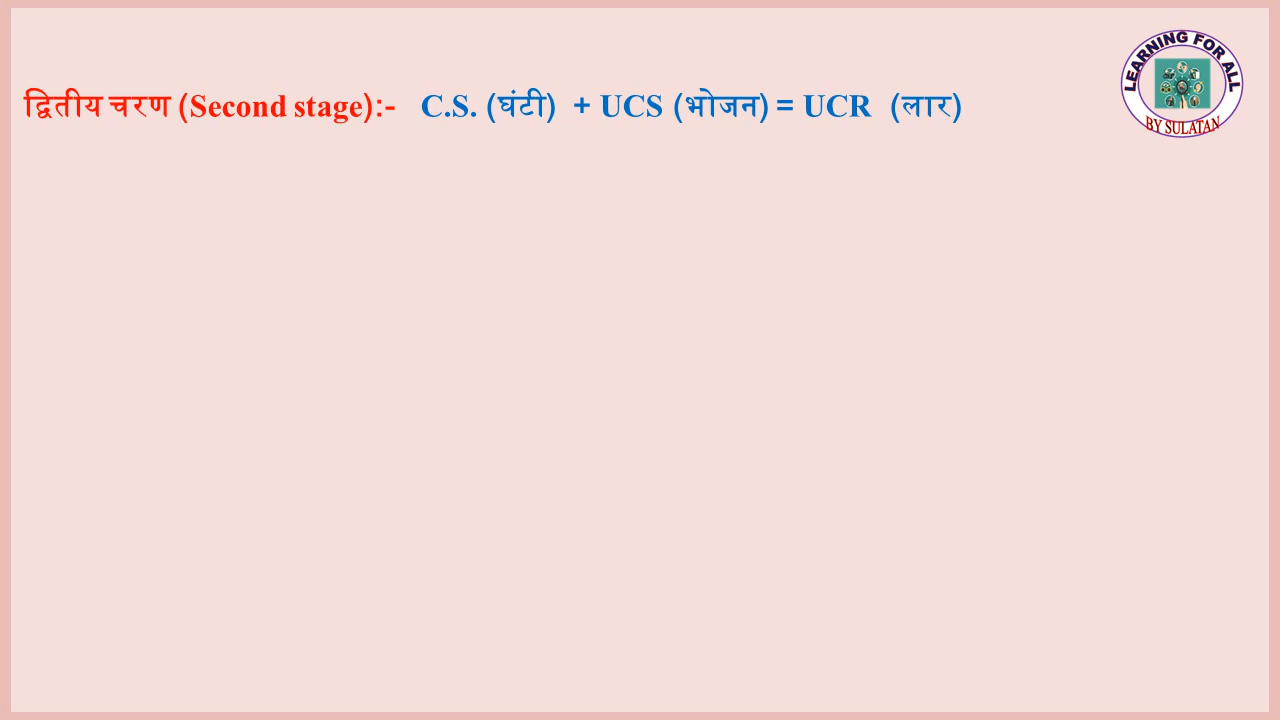 द्वितीय चरण (Second stage):- C.S. (घंटी) + UCS (भोजन) = UCR (लार)
LEARNING FOR ALL
BY SULATAN